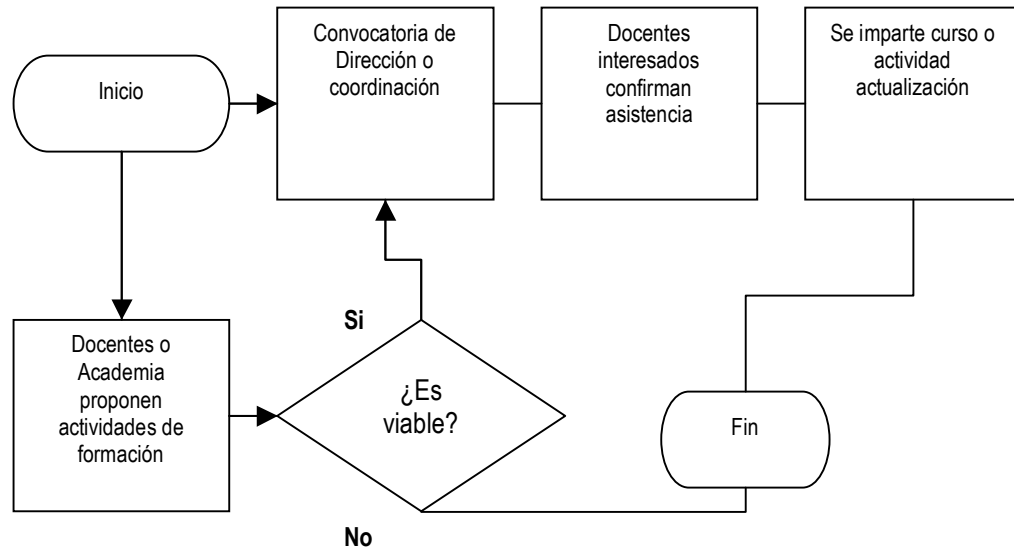 Inicio
Convocatoria de
Dirección o
coordinación
Docentes
interesados
confirman
asistencia
Se imparte curso o
actividad
actualización
Si
Docentes o
Academia
proponen
actividades de
formación
¿Es
viable?
Fin
No